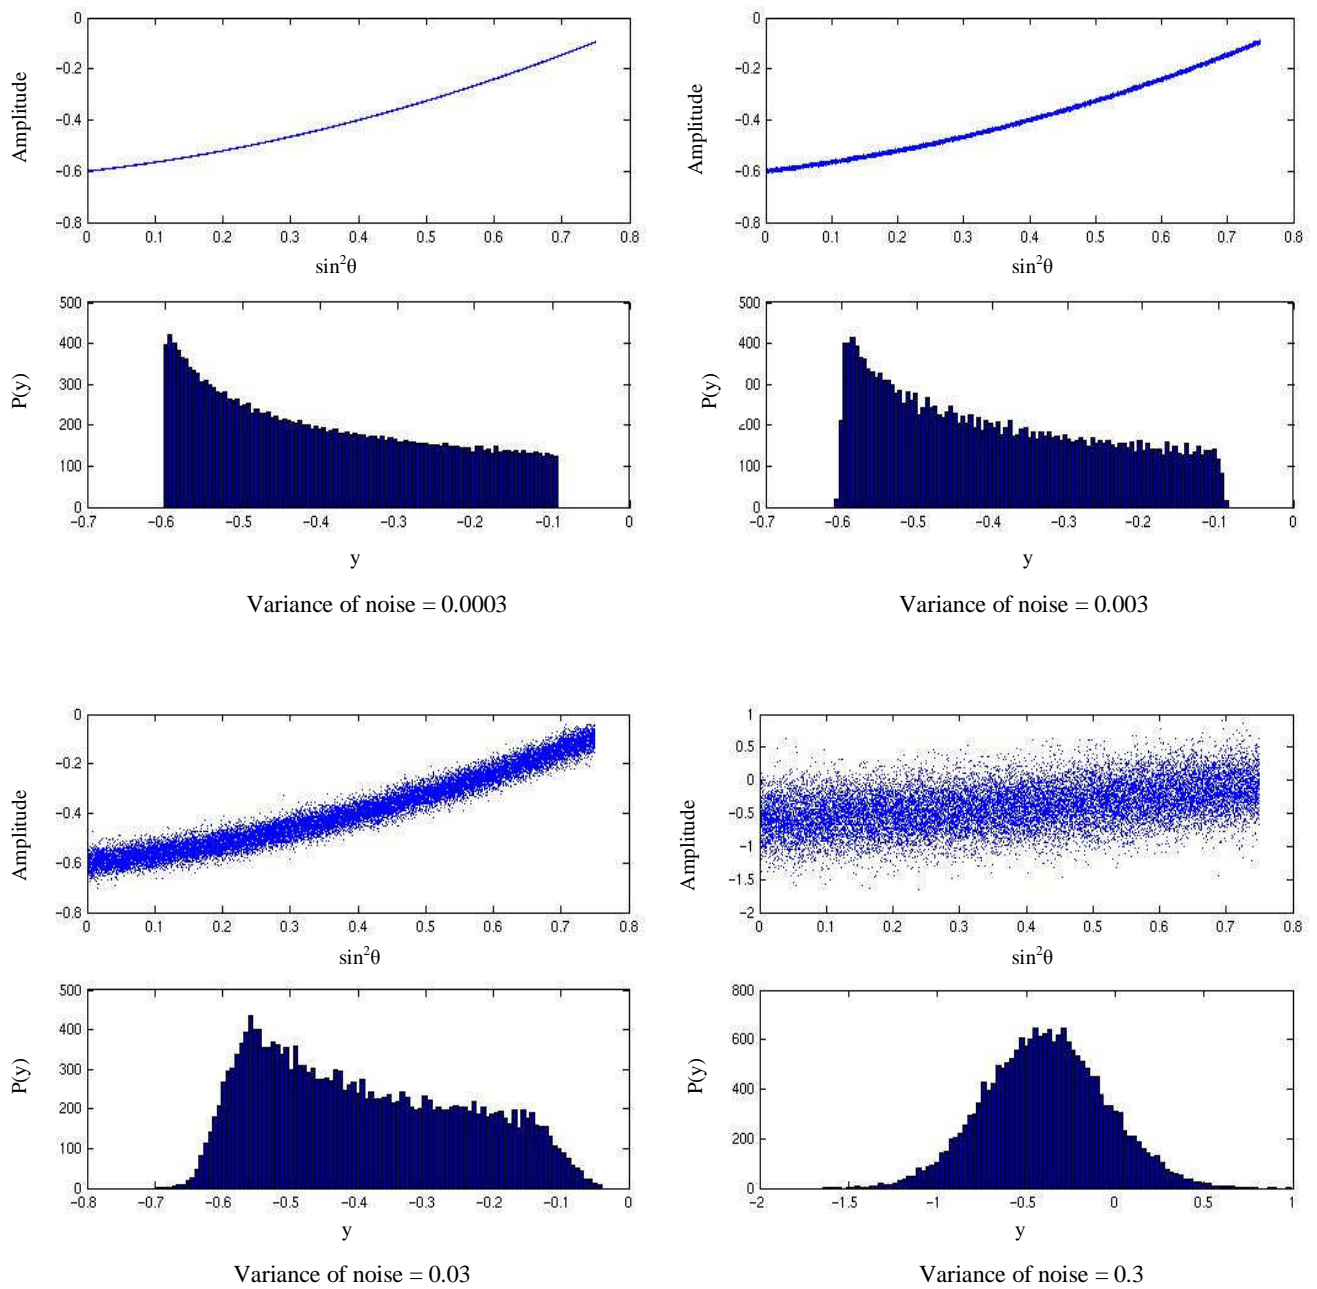 0 0
-0.2 -0.2
Amplitude Amplitude
-0.4 -0.4
-0.6 -0.6
-0.8 -0.8
0 0.1 0.2 0.3 0.4 0.5 0.6 0.7 0.8 0 0.1 0.2 0.3 0.4 0.5 0.6 0.7 0.8
sin²θ sin²θ
500 500
400 400
P(y) P(y)
300 00
200 00
100 100
0 0
-0.7 -0.6 -0.5 -0.4 -0.3 -0.2 -0.1 0 -0.7 -0.6 -0.5 -0.4 -0.3 -0.2 -0.1 0
y y
Variance of noise = 0.0003 Variance of noise = 0.003
0 1
0.5
-0.2 0
Amplitude Amplitude
-0.4 -0.5
-0.6 -1
-1.5
-0.8 -2
0 0.1 0.2 0.3 0.4 0.5 0.6 0.7 0.8 0 0.1 0.2 0.3 0.4 0.5 0.6 0.7 0.8
sin²θ sin²θ
500 800
400 600
P(y) P(y)
300 400
200
100 200
0 0
-0.8 -0.7 -0.6 -0.5 -0.4 -0.3 -0.2 -0.1 0 -2 -1.5 -1 -0.5 0 0.5 1
y y
Variance of noise = 0.03 Variance of noise = 0.3